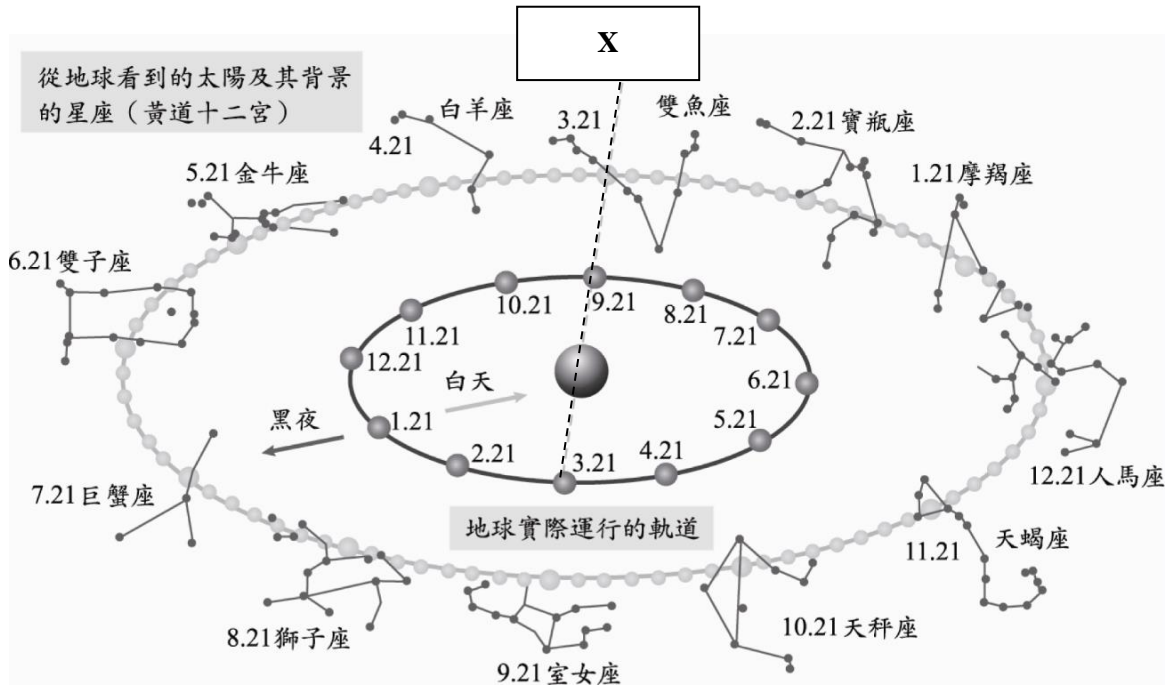 X
從地球看到的太陽及其背景
的星座（黃道十二宮）
白羊座
4.21
3.21
雙魚座
2.21寶瓶座
1.21摩羯座
5.21金牛座
6.21雙子座
10.21
9.21
8.21
7.21
11.21
12.21
6.21
白天
黑夜
1.21
2.21
3.21
4.21
5.21
7.21巨蟹座
12.21人馬座
地球實際運行的軌道
11.21
天蠍座
8.21獅子座
9.21室女座
10.21天秤座